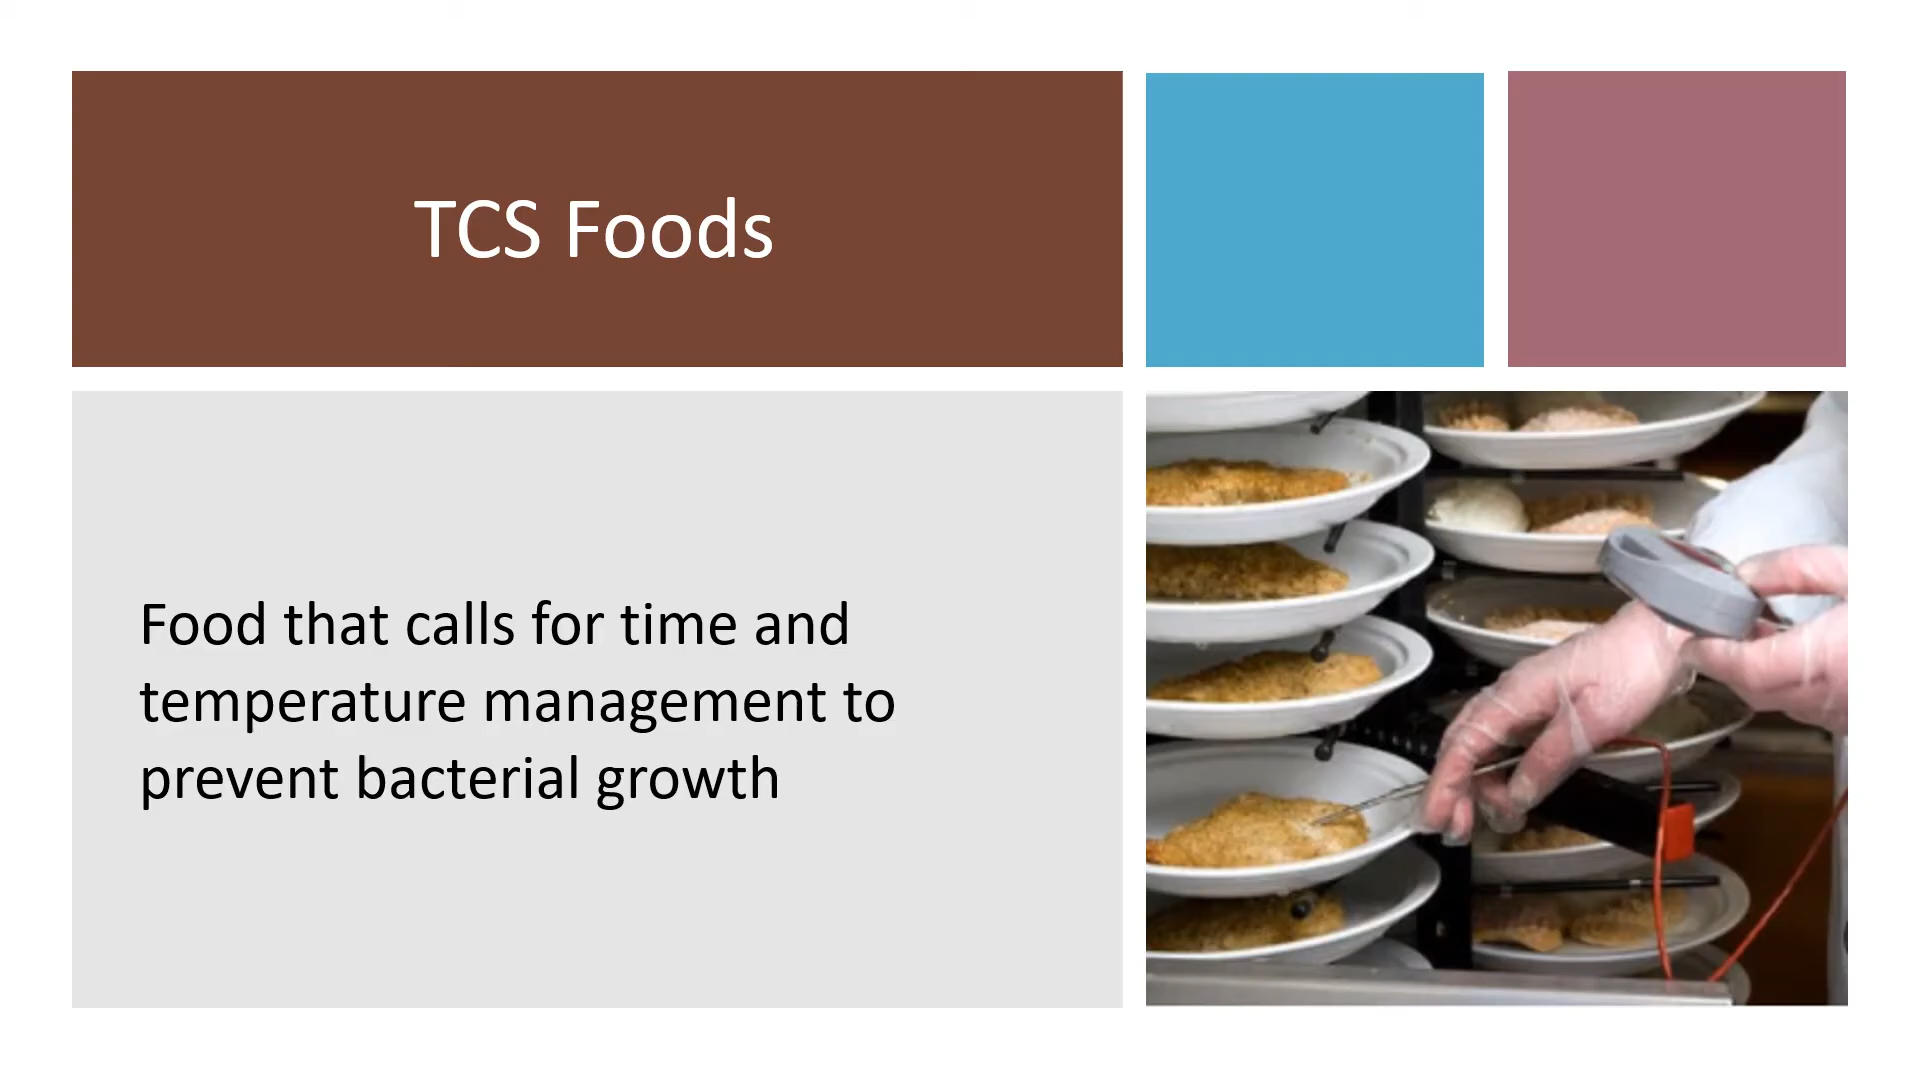 TCS Foods
Food that calls for time and
temperature management to
prevent bacterial growth